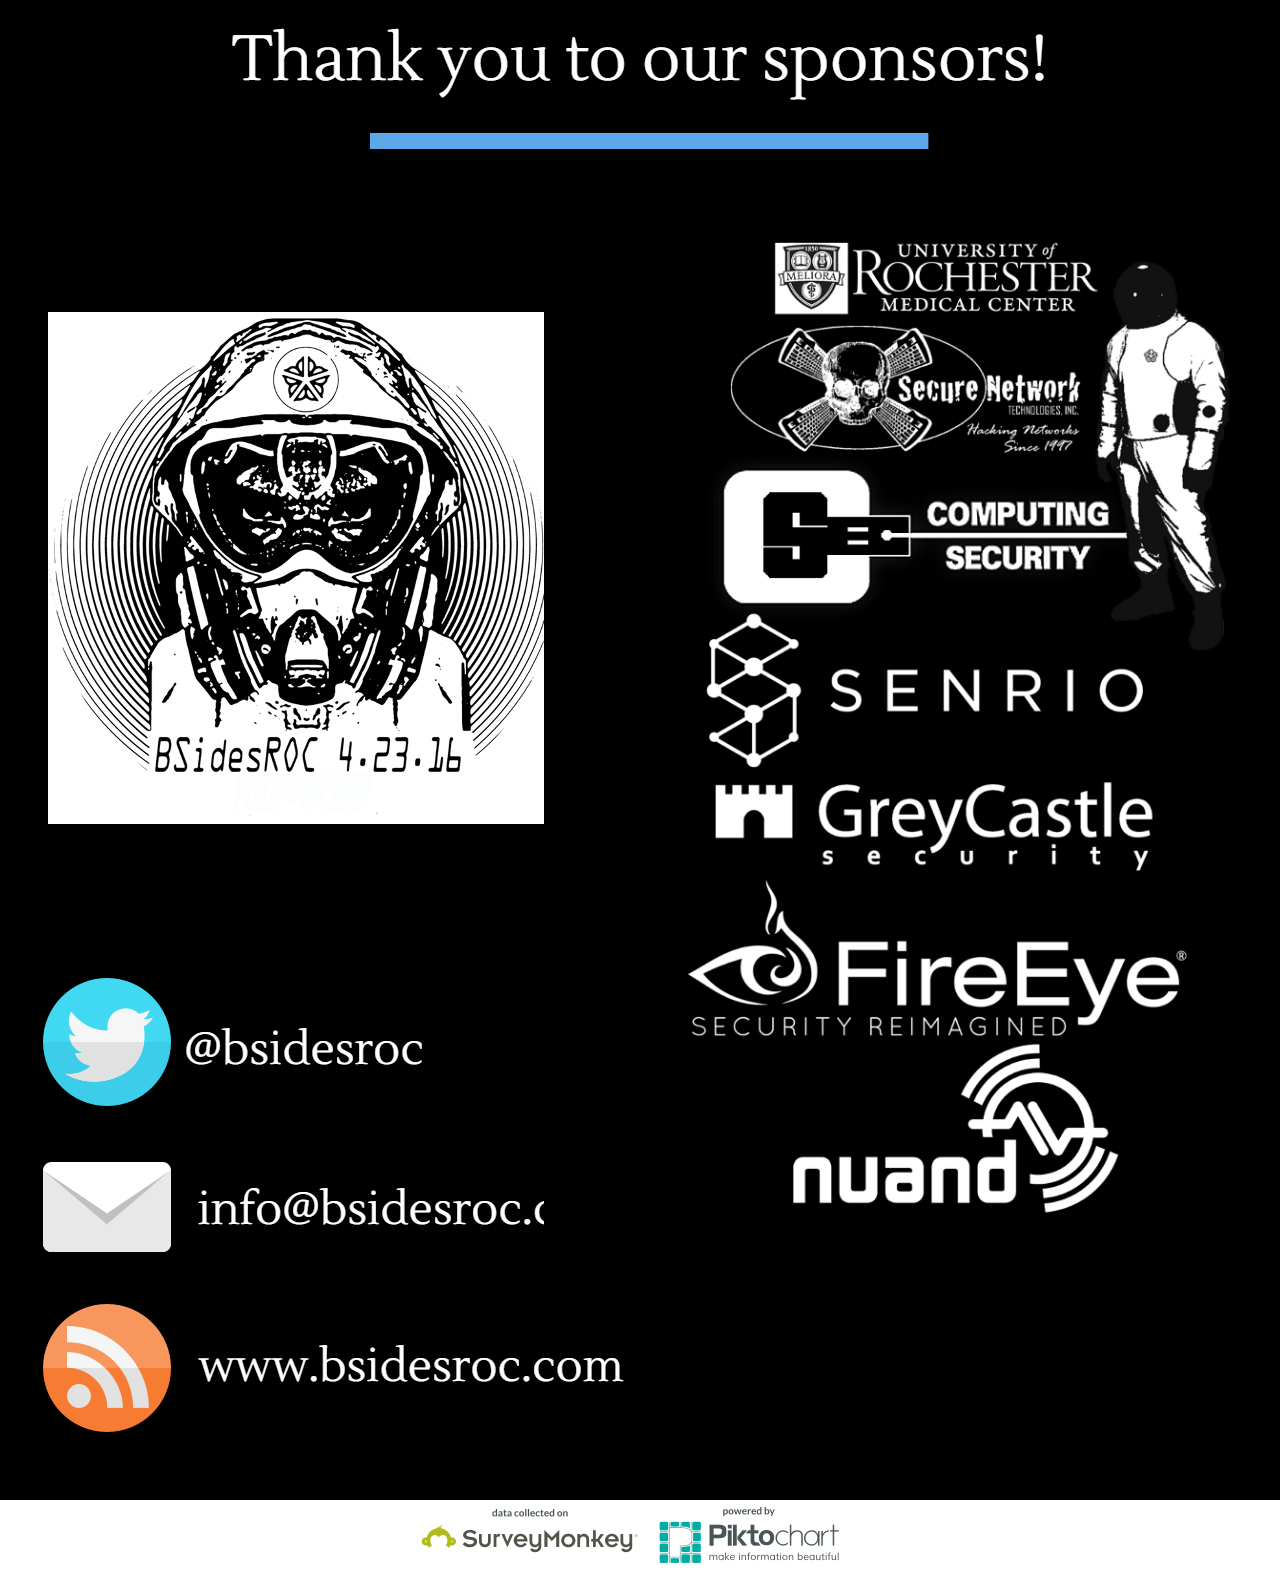 Thank you to our sponsors!
UNIVERSITY of
ROCHESTER
MEDICAL CENTER
1850
MELIORA
Secure Network
TECHNOLOGIES, INC.
Hacking Networks
Since 1997
S
COMPUTING
SECURITY
SENRIO
GreyCastle
security
FireEye®
SECURITY REIMAGINED
nuand
BSidesROC 4.23.16
@bsidesroc
info@bsidesroc.c
www.bsidesroc.com
data collected on
SurveyMonkey
powered by
Piktochart
make information beautiful